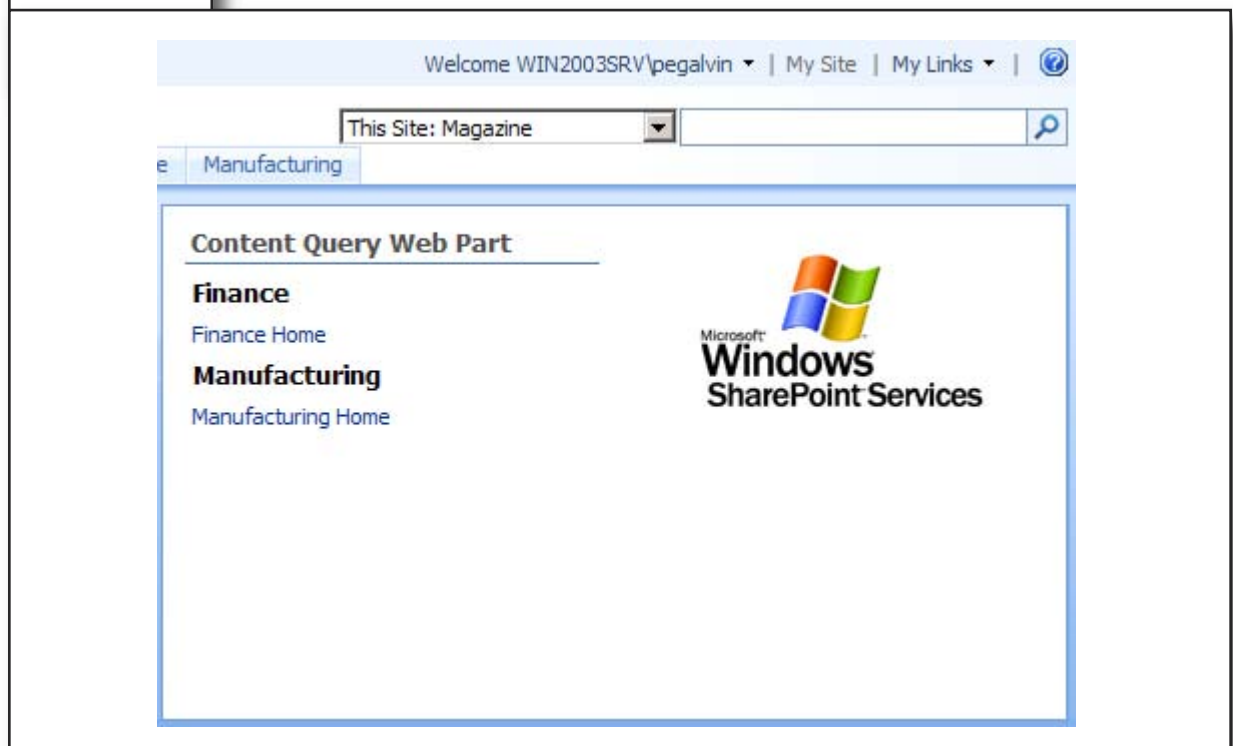 Welcome WIN2003SRV\pegalvin | My Site | My Links |
This Site: Magazine
e Manufacturing
Content Query Web Part
Finance
Finance Home
Manufacturing
Manufacturing Home
Microsoft
Windows
SharePoint Services